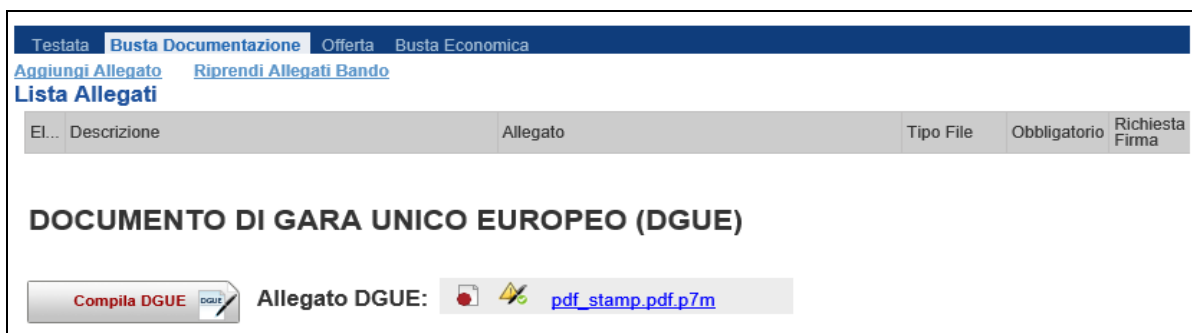 Testata Busta Documentazione Offerta Busta Economica
Aggiungi Allegato Riprendi Allegati Bando
Lista Allegati
El... Descrizione Allegato Tipo File Obbligatorio Richiesta Firma
DOCUMENTO DI GARA UNICO EUROPEO (DGUE)
Compila DGUE DGUE Allegato DGUE: pdf_stamp.pdf.p7m